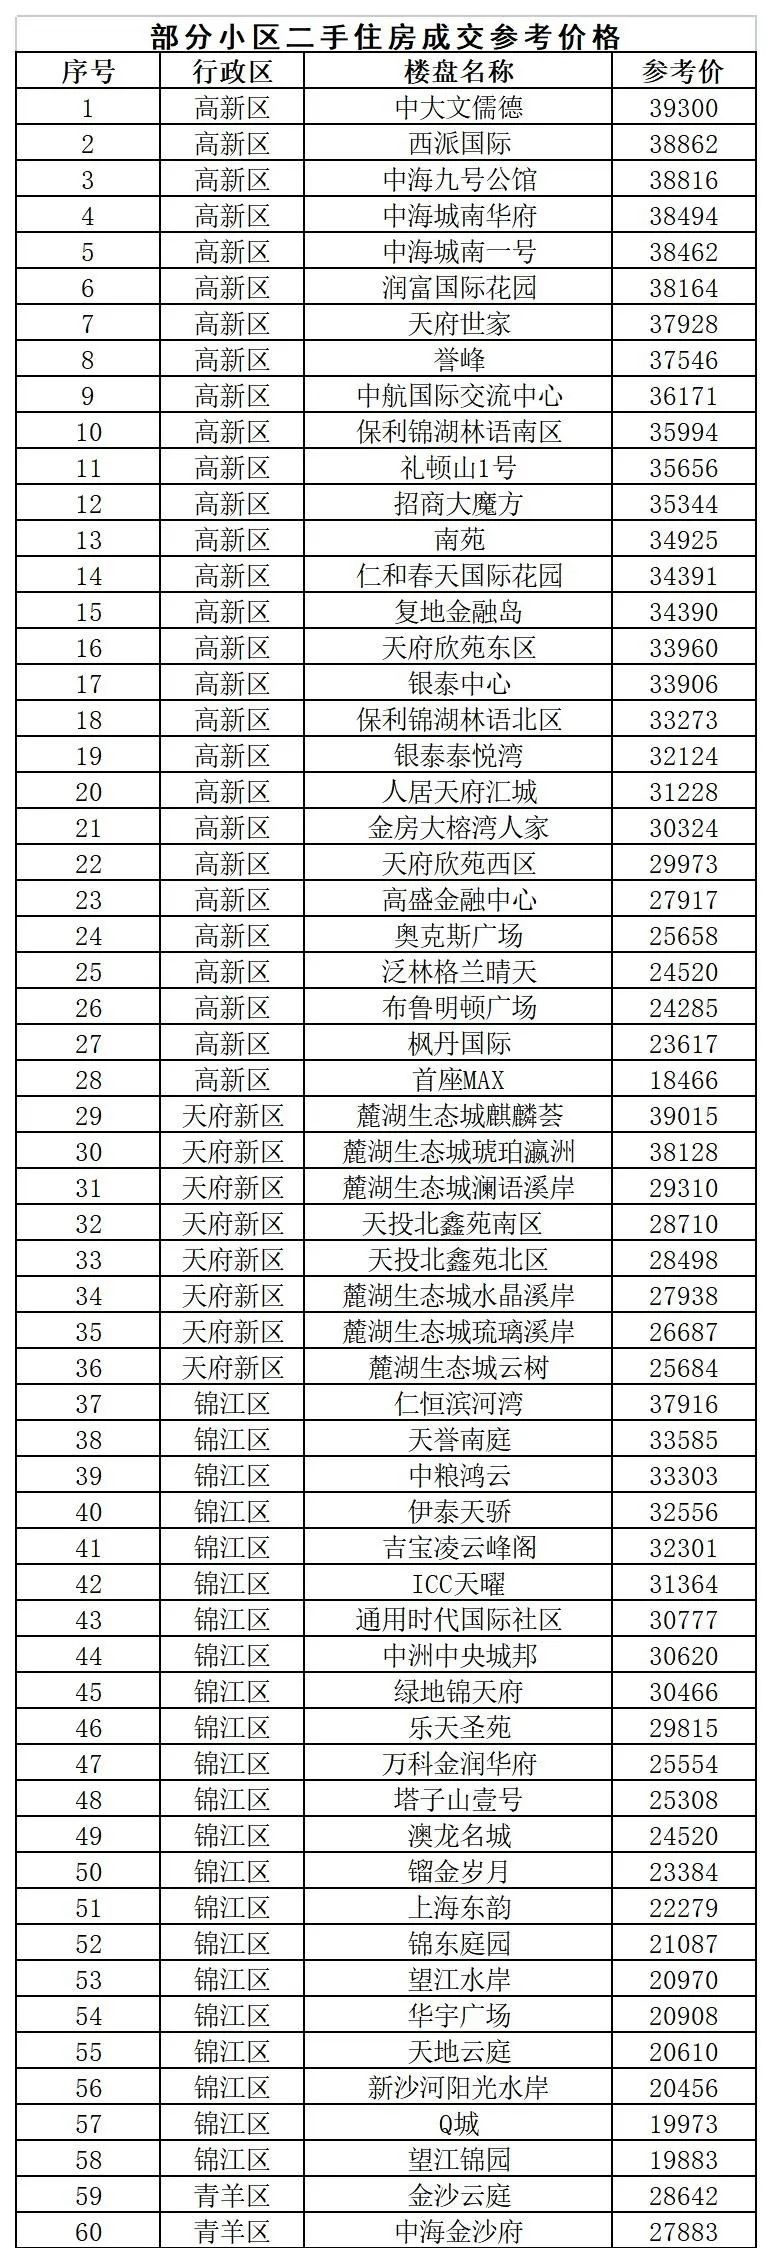 部分小区二手住房成交参考价格
序号 行政区 楼盘名称 参考价
1 高新区 中大文儒德 39300
2 高新区 西派国际 38862
3 高新区 中海九号公馆 38816
4 高新区 中海城南华府 38494
5 高新区 中海城南一号 38462
6 高新区 润富国际花园 38164
7 高新区 天府世家 37928
8 高新区 誉峰 37546
9 高新区 中航国际交流中心 36171
10 高新区 保利锦湖林语南区 35994
11 高新区 礼顿山1号 35656
12 高新区 招商大魔方 35344
13 高新区 南苑 34925
14 高新区 仁和春天国际花园 34391
15 高新区 复地金融岛 34390
16 高新区 天府欣苑东区 33960
17 高新区 银泰中心 33906
18 高新区 保利锦湖林语北区 33273
19 高新区 银泰泰悦湾 32124
20 高新区 人居天府汇城 31228
21 高新区 金房大榕湾人家 30324
22 高新区 天府欣苑西区 29973
23 高新区 高盛金融中心 27917
24 高新区 奥克斯广场 25658
25 高新区 泛林格兰晴天 24520
26 高新区 布鲁明顿广场 24285
27 高新区 枫丹国际 23617
28 高新区 首座MAX 18466
29 天府新区 麓湖生态城麒麟荟 39015
30 天府新区 麓湖生态城琥珀瀛洲 38128
31 天府新区 麓湖生态城澜语溪岸 29310
32 天府新区 天投北鑫苑南区 28710
33 天府新区 天投北鑫苑北区 28498
34 天府新区 麓湖生态城水晶溪岸 27938
35 天府新区 麓湖生态城琉璃溪岸 26687
36 天府新区 麓湖生态城云树 25684
37 锦江区 仁恒滨河湾 37916
38 锦江区 天誉南庭 33585
39 锦江区 中粮鸿云 33303
40 锦江区 伊泰天骄 32556
41 锦江区 吉宝凌云峰阁 32301
42 锦江区 ICC天曜 31364
43 锦江区 通用时代国际社区 30777
44 锦江区 中洲中央城邦 30620
45 锦江区 绿地锦天府 30466
46 锦江区 乐天圣苑 29815
47 锦江区 万科金润华府 25554
48 锦江区 塔子山壹号 25308
49 锦江区 澳龙名城 24520
50 锦江区 镏金岁月 23384
51 锦江区 上海东韵 22279
52 锦江区 锦东庭园 21087
53 锦江区 望江水岸 20970
54 锦江区 华宇广场 20908
55 锦江区 天地云庭 20610
56 锦江区 新沙河阳光水岸 20456
57 锦江区 Q城 19973
58 锦江区 望江锦园 19883
59 青羊区 金沙云庭 28642
60 青羊区 中海金沙府 27883